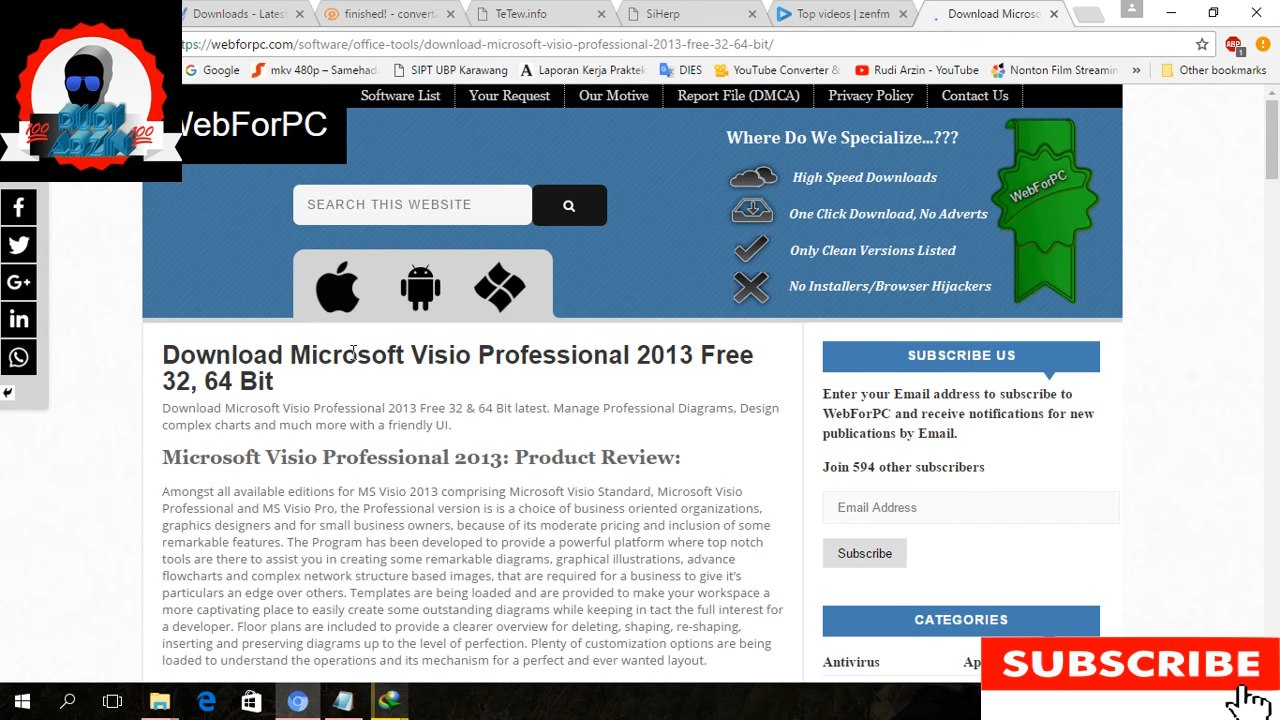 Downloads - Latest
finished! - convert2
TeTew.info
SiHerp
Top videos | zenfm
Download Microso
tps://webforpc.com/software/office-tools/download-microsoft-visio-professional-2013-free-32-64-bit/
ABP
1
Google
mkv 480p – Samehad
SIPT UBP Karawang
Laporan Kerja Praktek
DIES
YouTube Converter &
Rudi Arzin - YouTube
Nonton Film Streamin
Other bookmarks
100
RUDI
ARZIN
100
Software List
Your Request
Our Motive
Report File (DMCA)
Privacy Policy
Contact Us
WebForPC
SEARCH THIS WEBSITE
Where Do We Specialize...???
High Speed Downloads
One Click Download, No Adverts
Only Clean Versions Listed
No Installers/Browser Hijackers
WebForPC
Download Microsoft Visio Professional 2013 Free
32, 64 Bit
Download Microsoft Visio Professional 2013 Free 32 & 64 Bit latest. Manage Professional Diagrams, Design
complex charts and much more with a friendly UI.
Microsoft Visio Professional 2013: Product Review:
Amongst all available editions for MS Visio 2013 comprising Microsoft Visio Standard, Microsoft Visio
Professional and MS Visio Pro, the Professional version is is a choice of business oriented organizations,
graphics designers and for small business owners, because of its moderate pricing and inclusion of some
remarkable features. The Program has been developed to provide a powerful platform where top notch
tools are there to assist you in creating some remarkable diagrams, graphical illustrations, advance
flowcharts and complex network structure based images, that are required for a business to give it's
particulars an edge over others. Templates are being loaded and are provided to make your workspace a
more captivating place to easily create some outstanding diagrams while keeping in tact the full interest for
a developer. Floor plans are included to provide a clearer overview for deleting, shaping, re-shaping,
inserting and preserving diagrams up to the level of perfection. Plenty of customization options are being
loaded to understand the operations and its mechanism for a perfect and ever wanted layout.
SUBSCRIBE US
Enter your Email address to subscribe to
WebForPC and receive notifications for new
publications by Email.
Join 594 other subscribers
Email Address
Subscribe
CATEGORIES
Antivirus
Ap
SUBSCRIBE